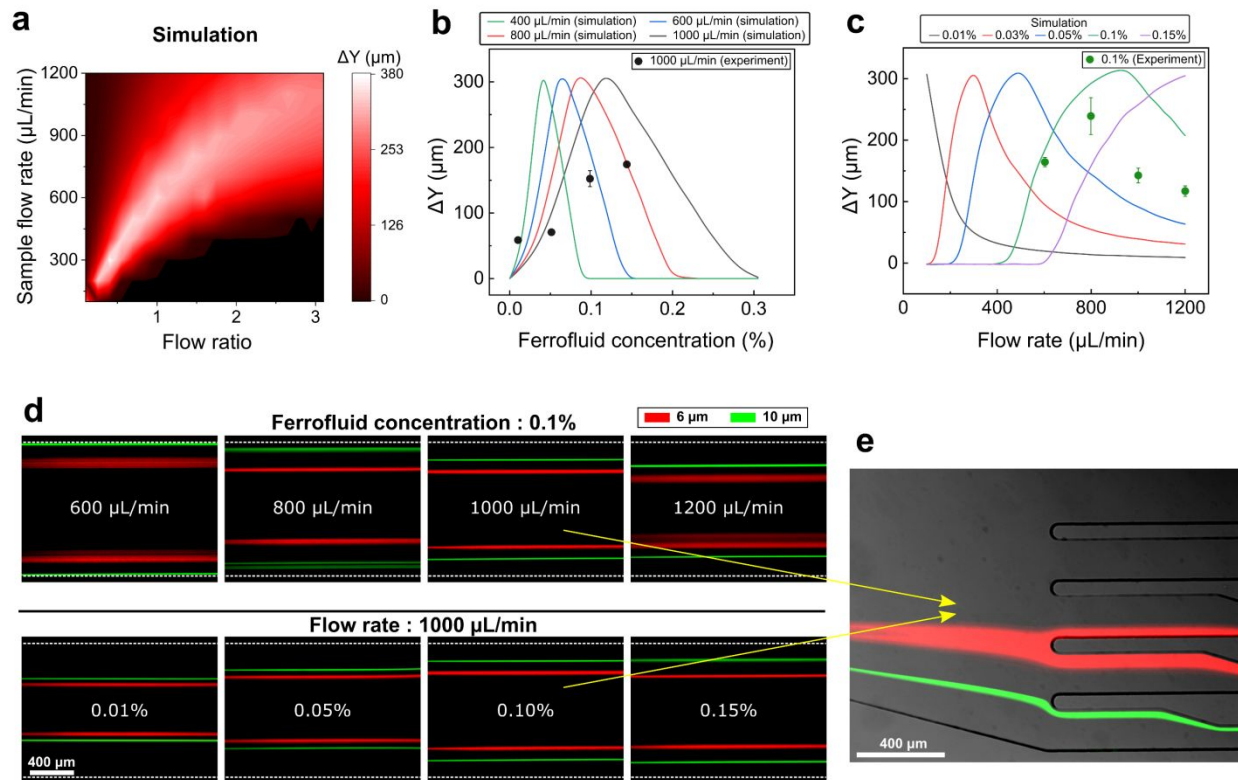 a
Simulation
ΔY (µm)
1200
900
600
300
Sample flow rate (µL/min)
1
2
3
Flow ratio
380
253
126
0
b
400 µL/min (simulation)
600 µL/min (simulation)
800 µL/min (simulation)
1000 µL/min (simulation)
1000 µL/min (experiment)
300
200
100
0
ΔY (µm)
0.0
0.1
0.2
0.3
Ferrofluid concentration (%)
c
Simulation
0.01%
0.03%
0.05%
0.1%
0.15%
0.1% (Experiment)
300
200
100
0
ΔY (µm)
400
800
1200
Flow rate (µL/min)
d
Ferrofluid concentration : 0.1%
6 µm
10 µm
600 µL/min
800 µL/min
1000 µL/min
1200 µL/min
Flow rate : 1000 µL/min
0.01%
0.05%
0.10%
0.15%
400 µm
e
400 µm